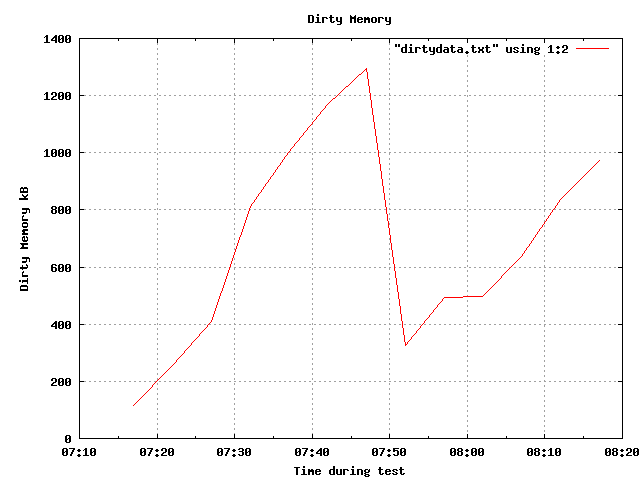 Dirty Memory
1400
"dirtydata.txt" using 1:2
1200
1000
800
Dirty Memory kB
600
400
200
0
07:10 07:20 07:30 07:40 07:50 08:00 08:10 08:20
Time during test